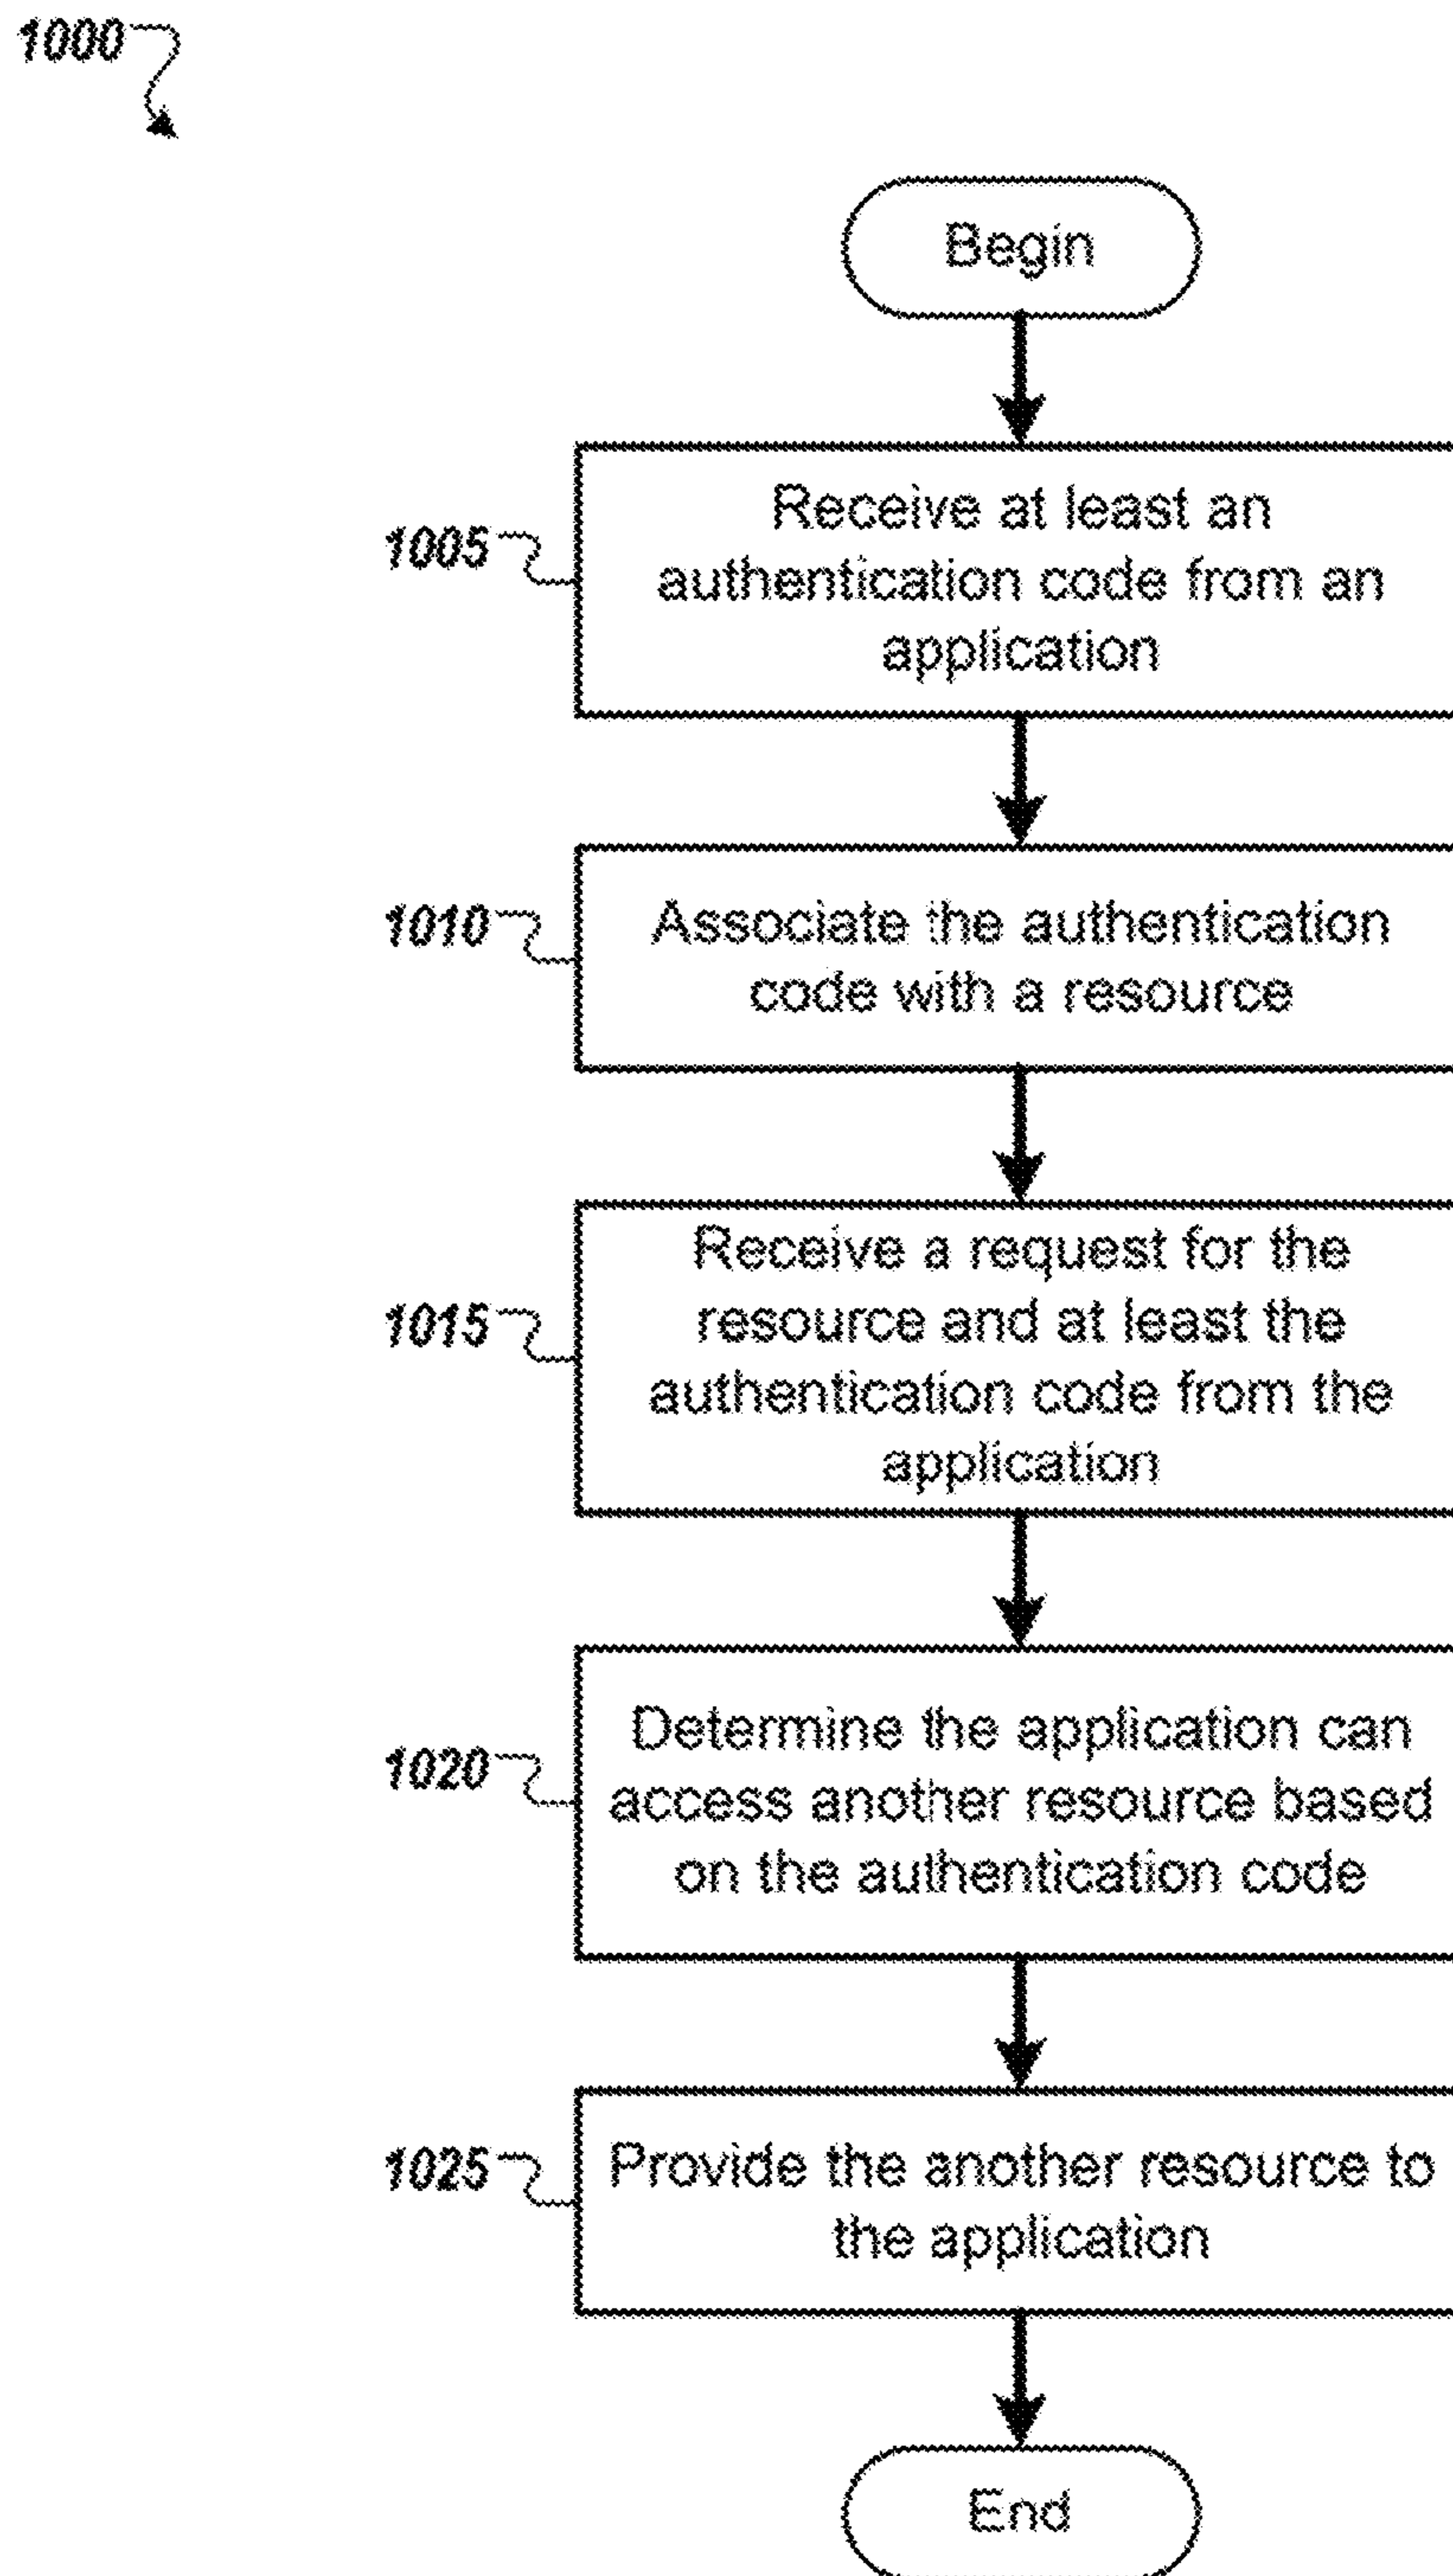 1000
Begin
1005
Receive at least an
authentication code from an
application
1010
Associate the authentication
code with a resource
1015
Receive a request for the
resource and at least the
authentication code from the
application
1020
Determine the application can
access another resource based
on the authentication code
1025
Provide the another resource to
the application
End